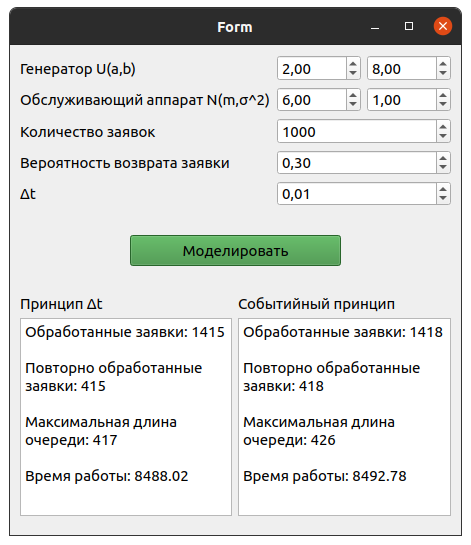 Form
Генератор U(a,b) 2,00 8,00
Обслуживающий аппарат N(m,σ^2) 6,00 1,00
Количество заявок 1000
Вероятность возврата заявки 0,30
Δt 0,01
Моделировать
Принцип Δt
Обработанные заявки: 1415
Повторно обработанные
заявки: 415
Максимальная длина
очереди: 417
Время работы: 8488.02
Событийный принцип
Обработанные заявки: 1418
Повторно обработанные
заявки: 418
Максимальная длина
очереди: 426
Время работы: 8492.78